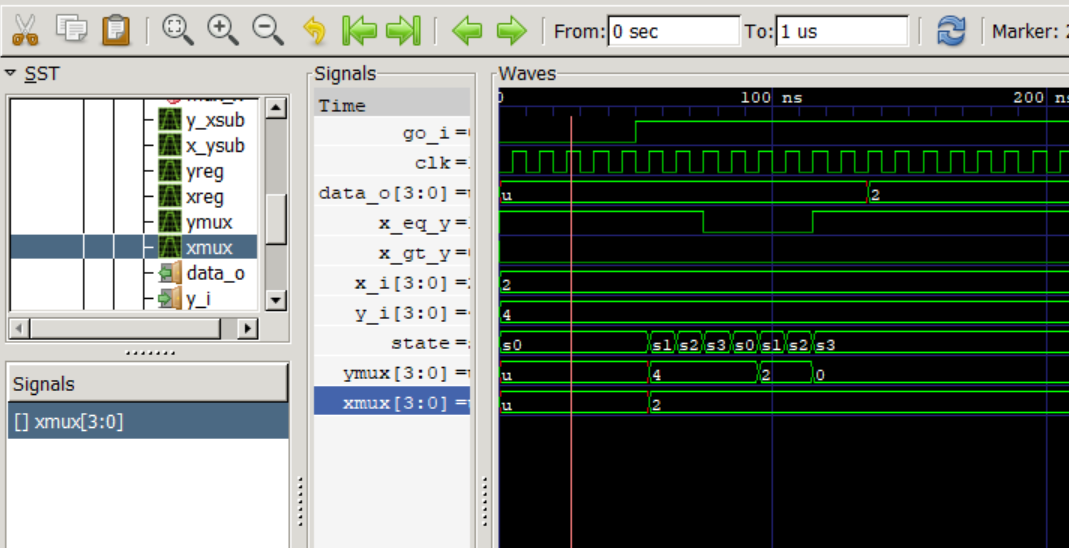 From: 0 sec To: 1 us Marker:
SST
y_xsub
x_ysub
yreg
xreg
ymux
xmux
data_o
y_i
Signals
[] xmux[3:0]
Signals
Time
go_i =
clk =
data_o[3:0] =
x_eq_y =
x_gt_y =
x_i[3:0] =
y_i[3:0] =
state =
ymux[3:0] =
xmux[3:0] =
Waves
0 100 ns 200 ns
u 2
2
4
s0 s1 s2 s3 s0 s1 s2 s3
u 4 2 0
u 2